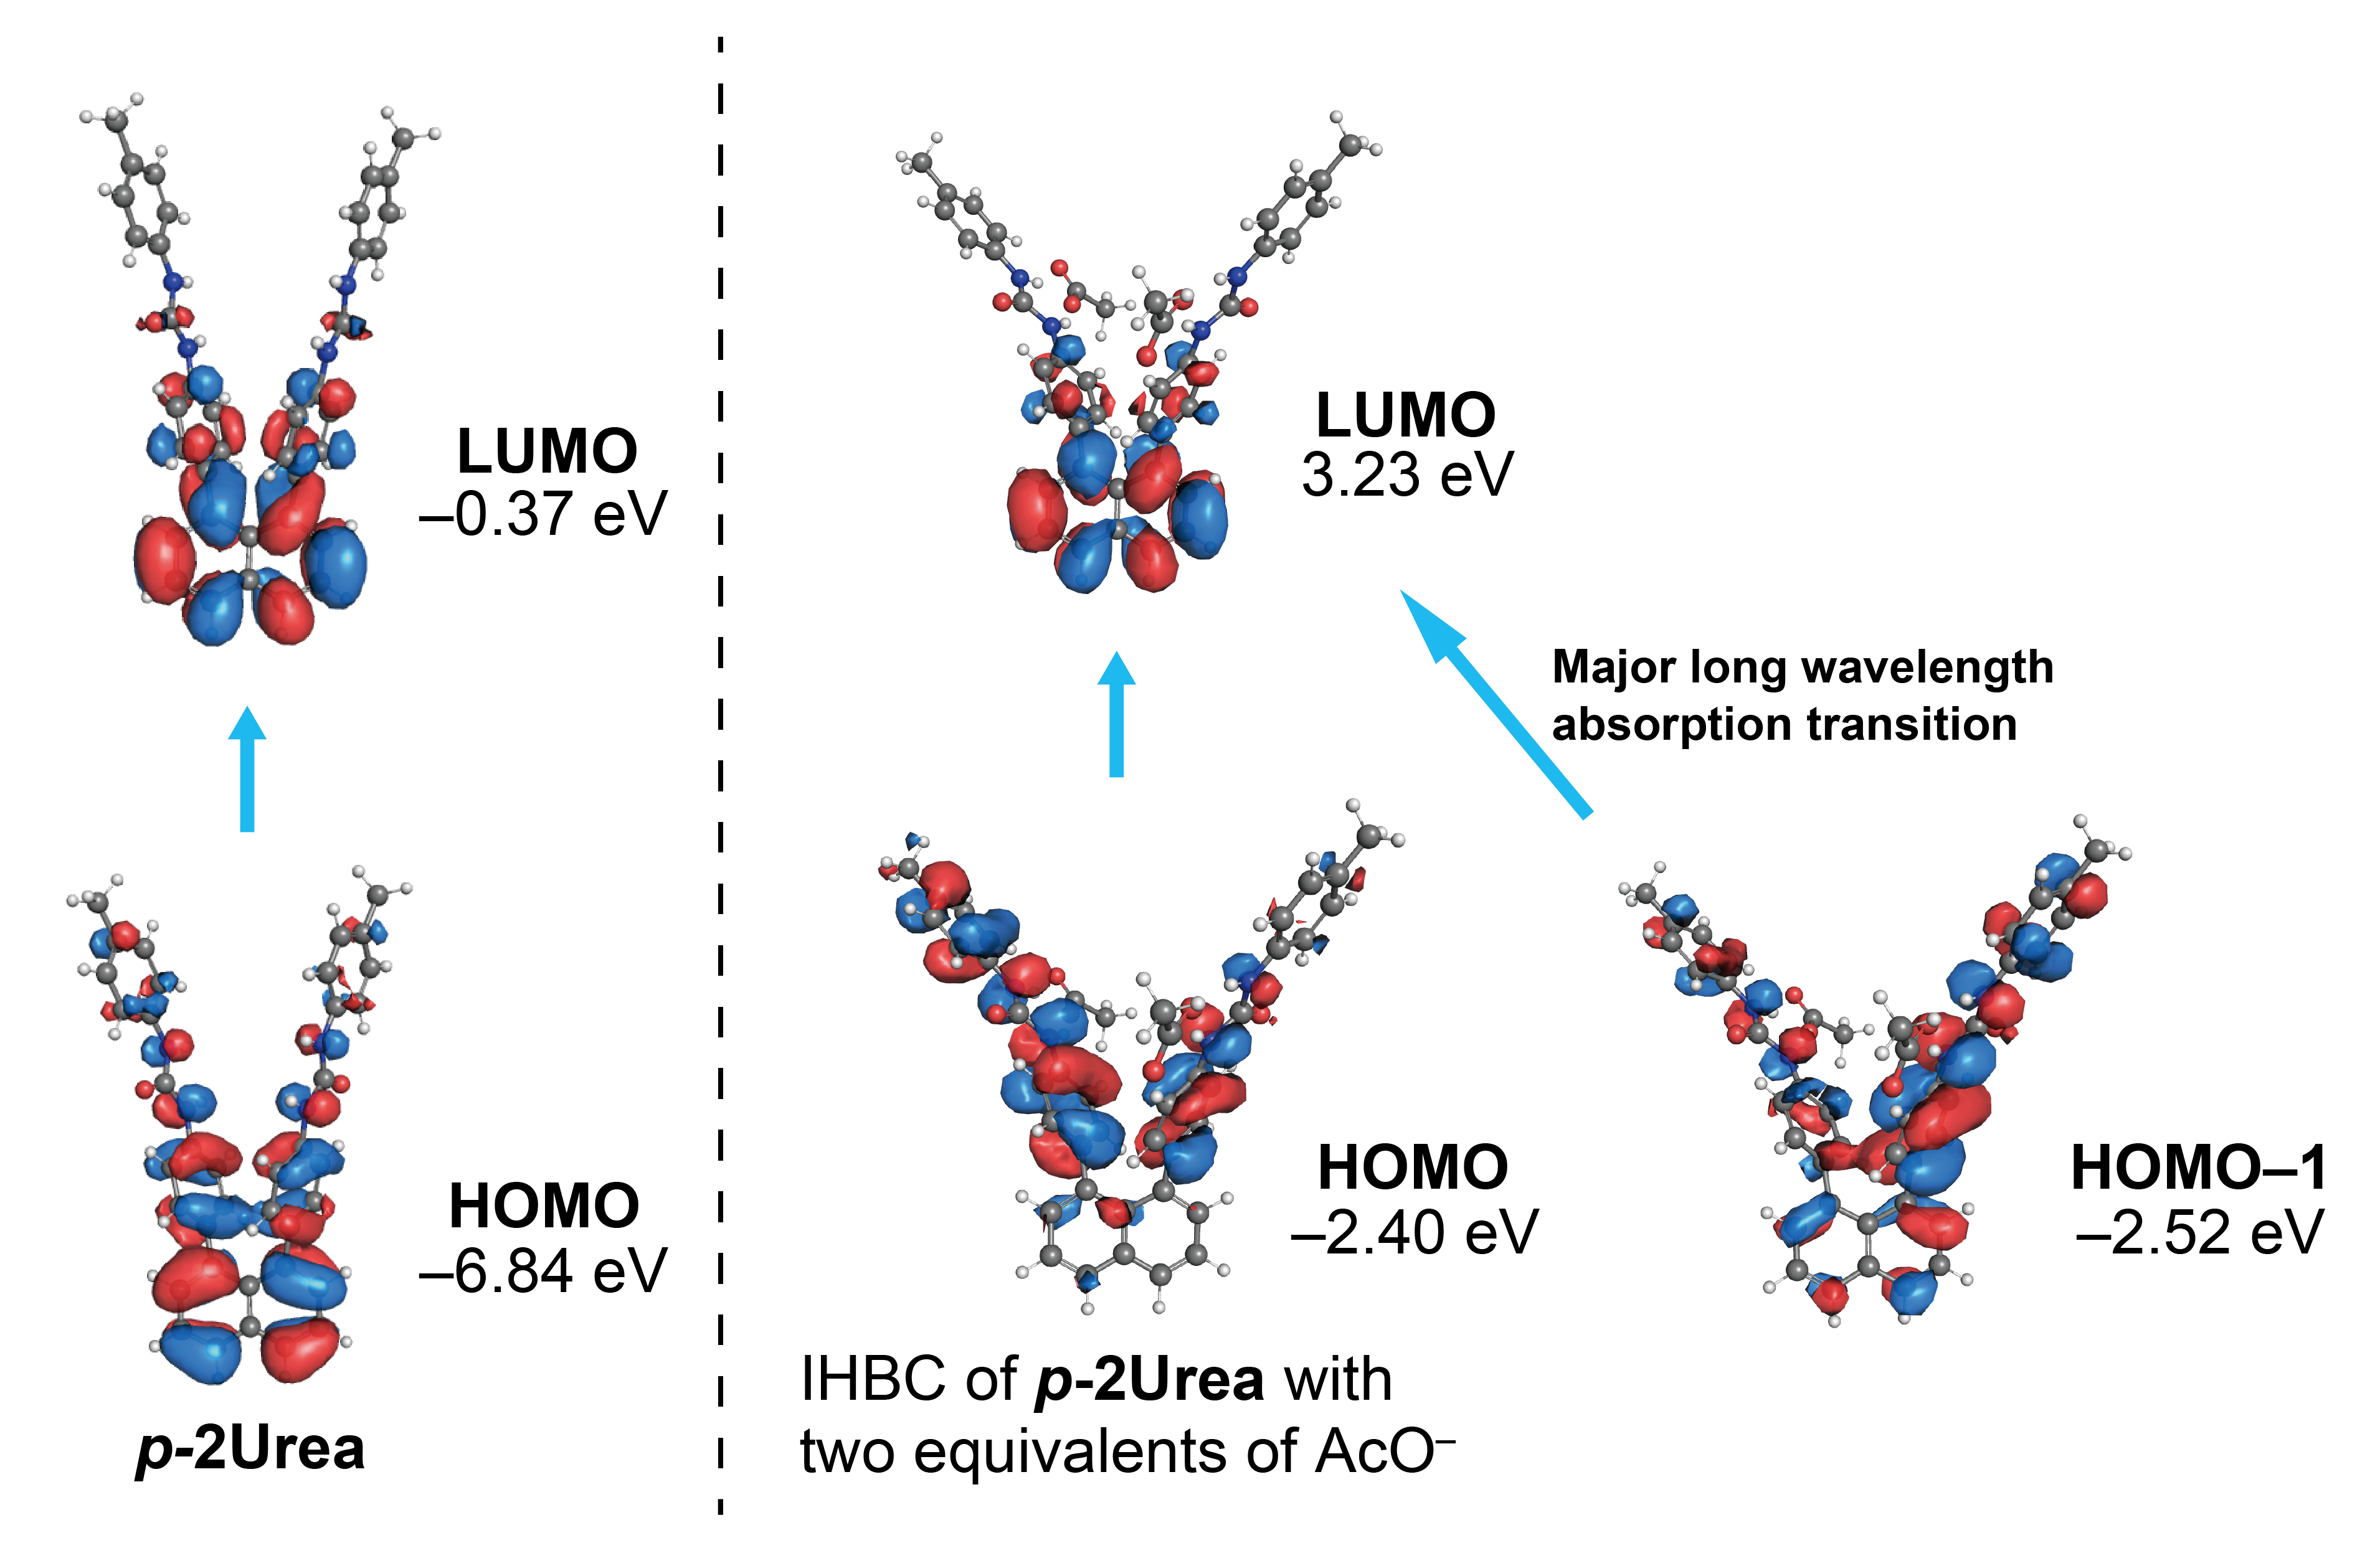 LUMO
–0.37 eV
HOMO
–6.84 eV
p-2Urea
LUMO
3.23 eV
Major long wavelength
absorption transition
HOMO
–2.40 eV
HOMO–1
–2.52 eV
IHBC of p-2Urea with
two equivalents of AcO⁻